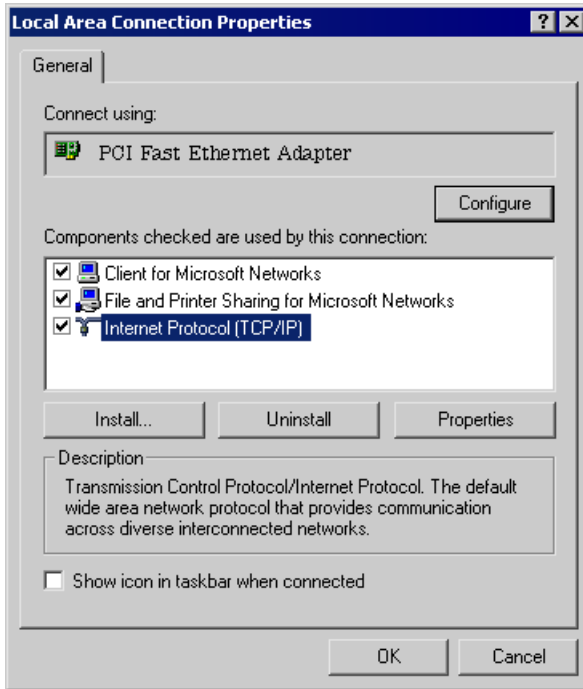 Local Area Connection Properties
General
Connect using:
PCI Fast Ethernet Adapter
Configure
Components checked are used by this connection:
Client for Microsoft Networks
File and Printer Sharing for Microsoft Networks
Internet Protocol (TCP/IP)
Install... Uninstall Properties
Description
Transmission Control Protocol/Internet Protocol. The default
wide area network protocol that provides communication
across diverse interconnected networks.
Show icon in taskbar when connected
OK Cancel